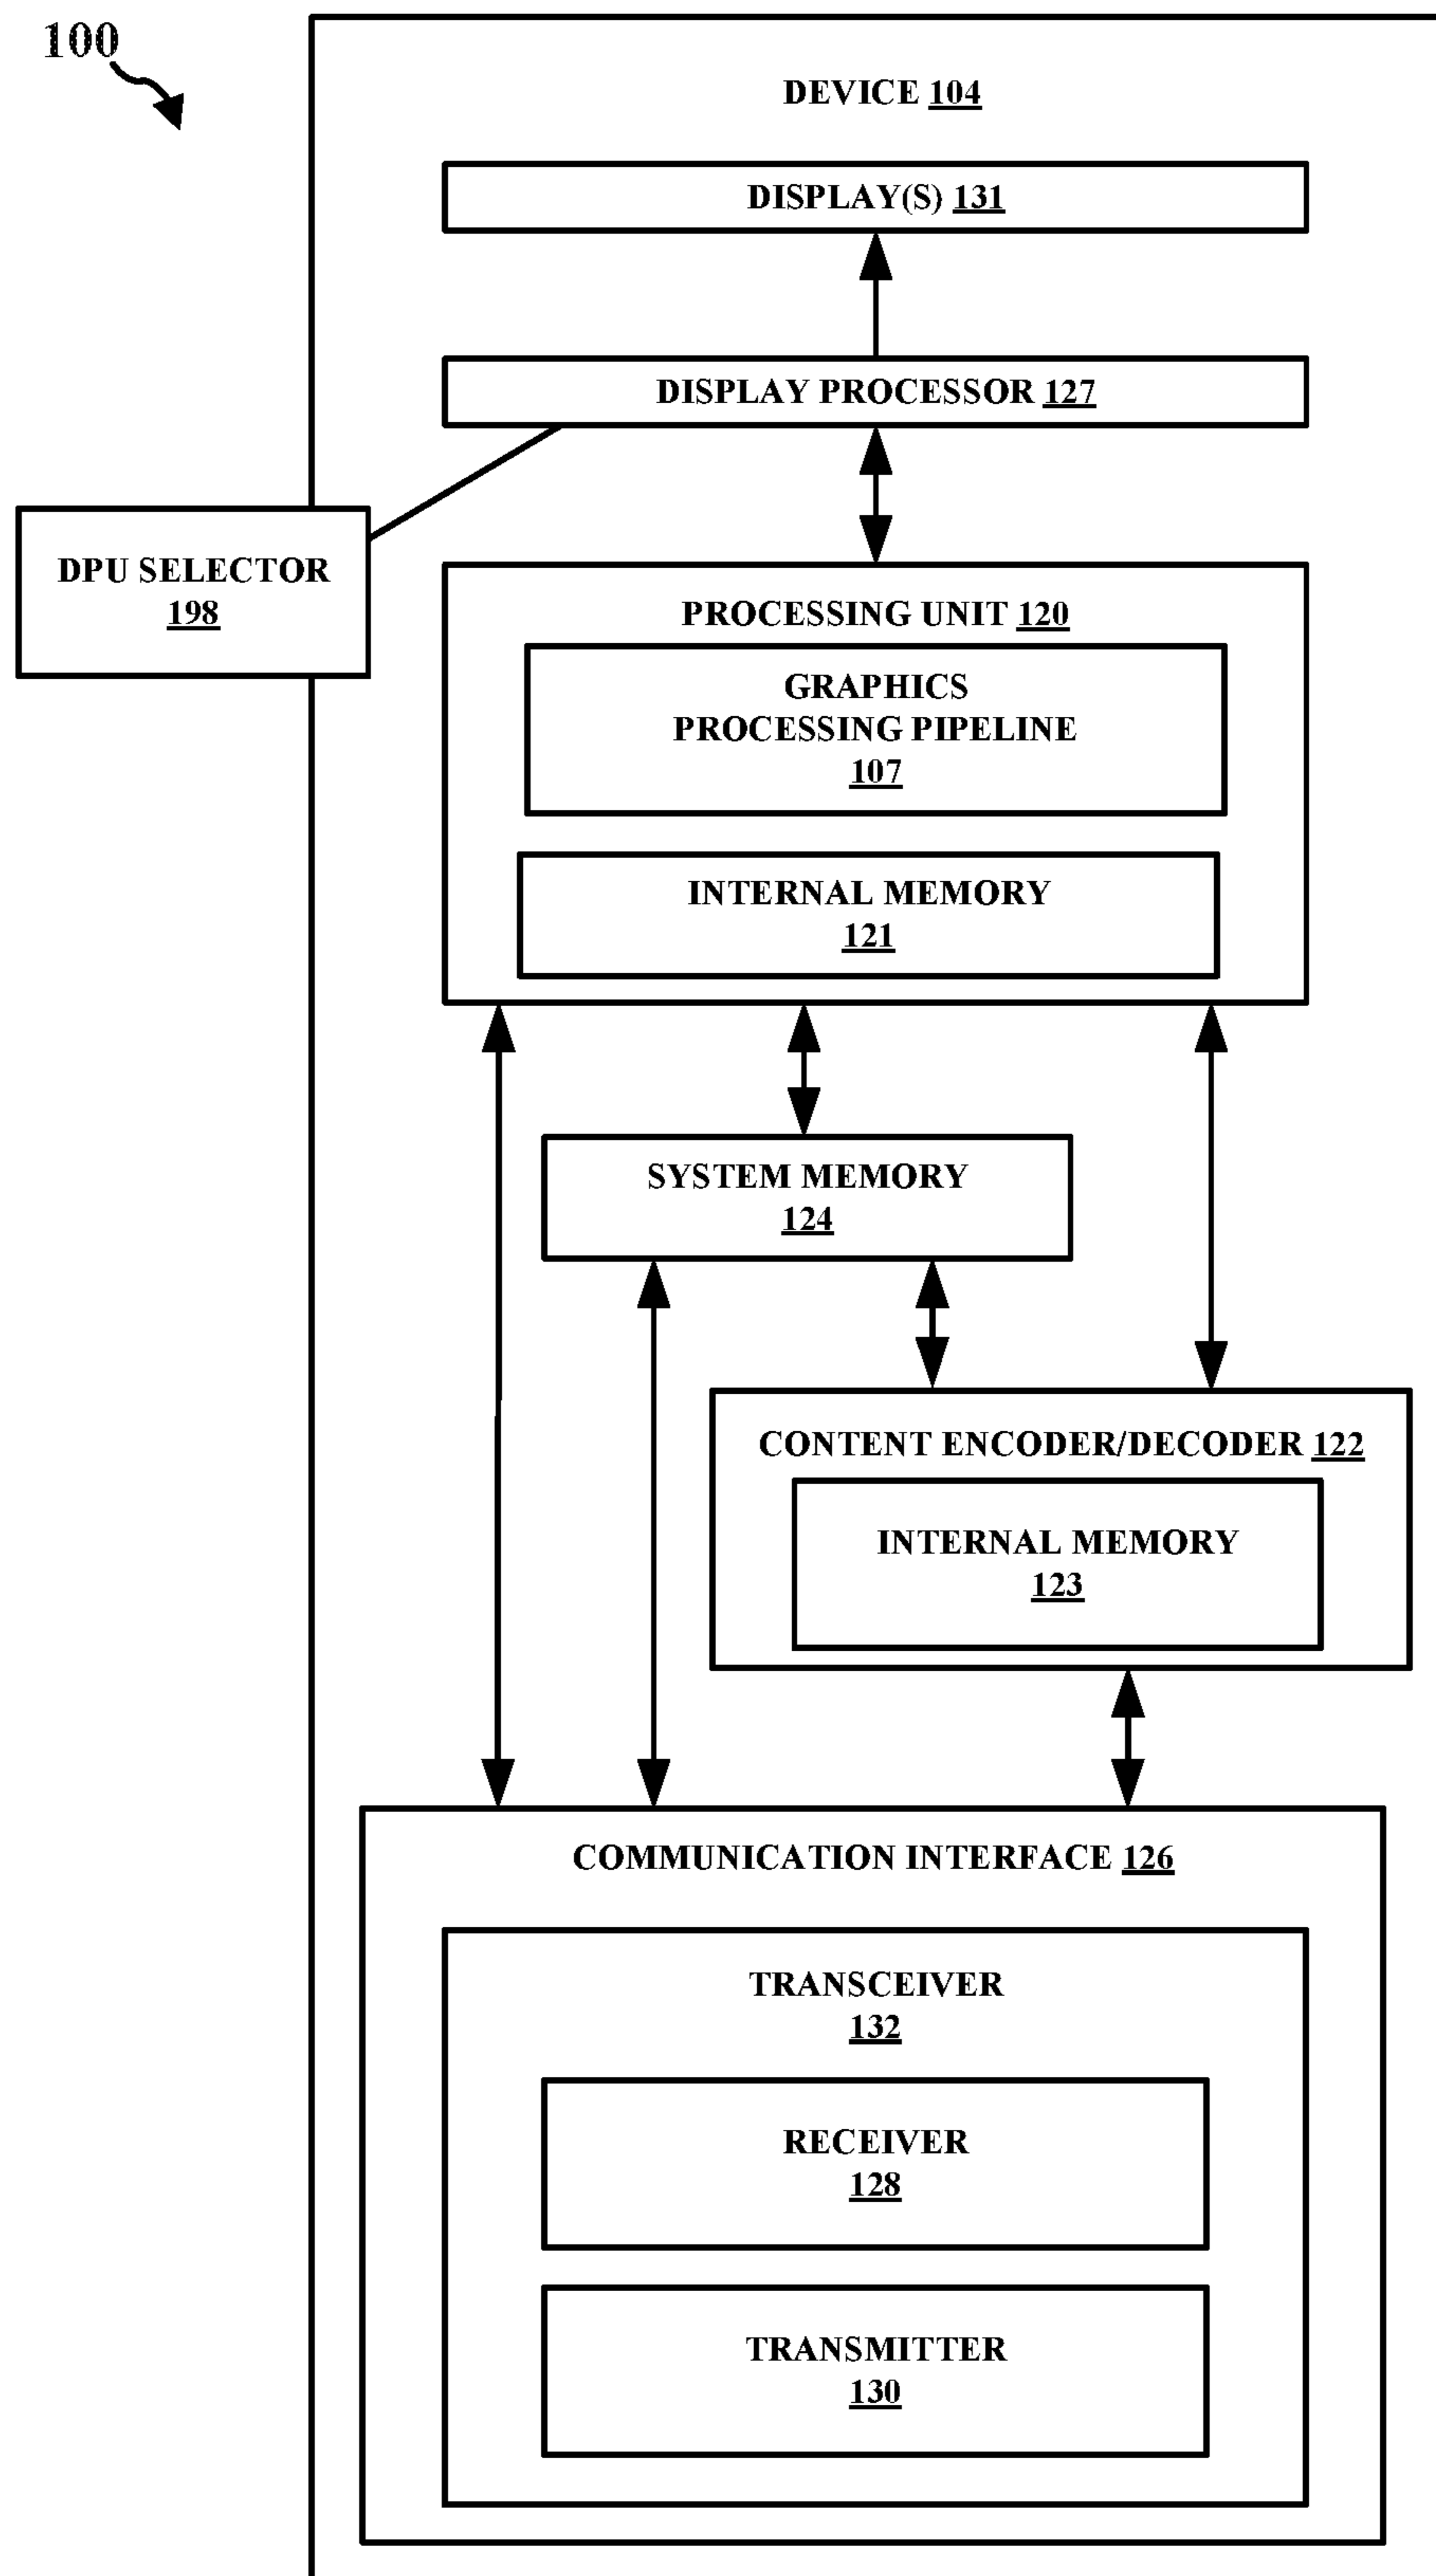 100
DEVICE 104
DISPLAY(S) 131
DISPLAY PROCESSOR 127
DPU SELECTOR
198
PROCESSING UNIT 120
GRAPHICS
PROCESSING PIPELINE
107
INTERNAL MEMORY
121
SYSTEM MEMORY
124
CONTENT ENCODER/DECODER 122
INTERNAL MEMORY
123
COMMUNICATION INTERFACE 126
TRANSCEIVER
132
RECEIVER
128
TRANSMITTER
130